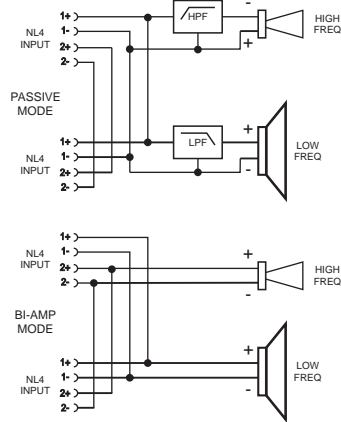 1+
NL4
INPUT
1-
2+
2-
HPF
-
+
HIGH
FREQ
PASSIVE
MODE
1+
NL4
INPUT
1-
2+
2-
LPF
+
-
LOW
FREQ
1+
NL4
INPUT
1-
2+
2-
+
-
HIGH
FREQ
BI-AMP
MODE
1+
NL4
INPUT
1-
2+
2-
+
-
LOW
FREQ